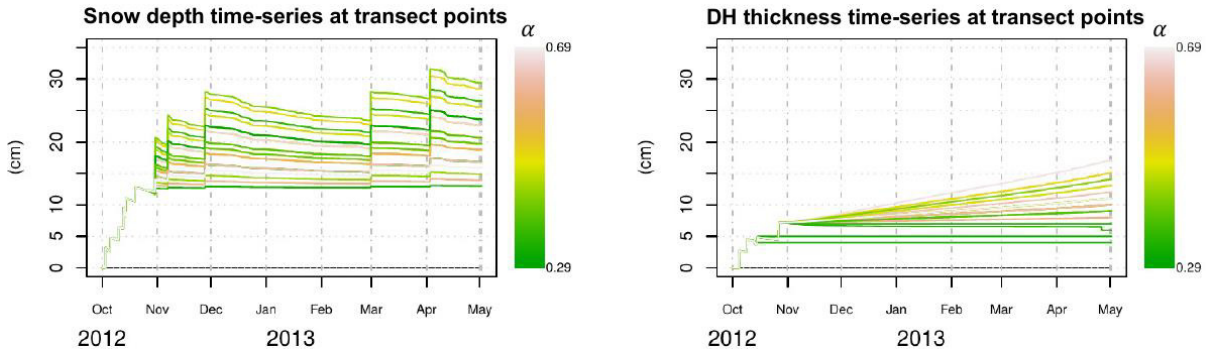 Snow depth time-series at transect points
α
0.69
(cm)
30
20
10
5
0
0.29
Oct Nov Dec Jan Feb Mar Apr May
2012 2013
DH thickness time-series at transect points
α
0.69
(cm)
30
20
10
5
0
0.29
Oct Nov Dec Jan Feb Mar Apr May
2012 2013